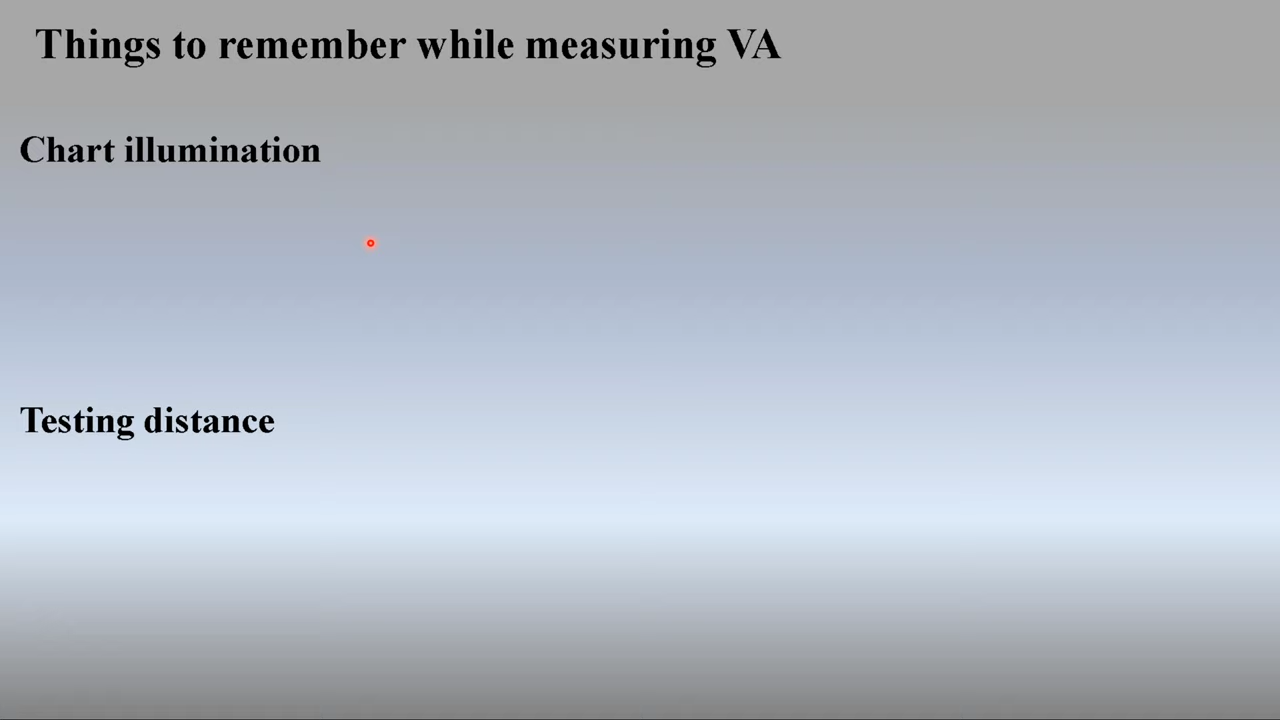 Things to remember while measuring VA
Chart illumination
Testing distance